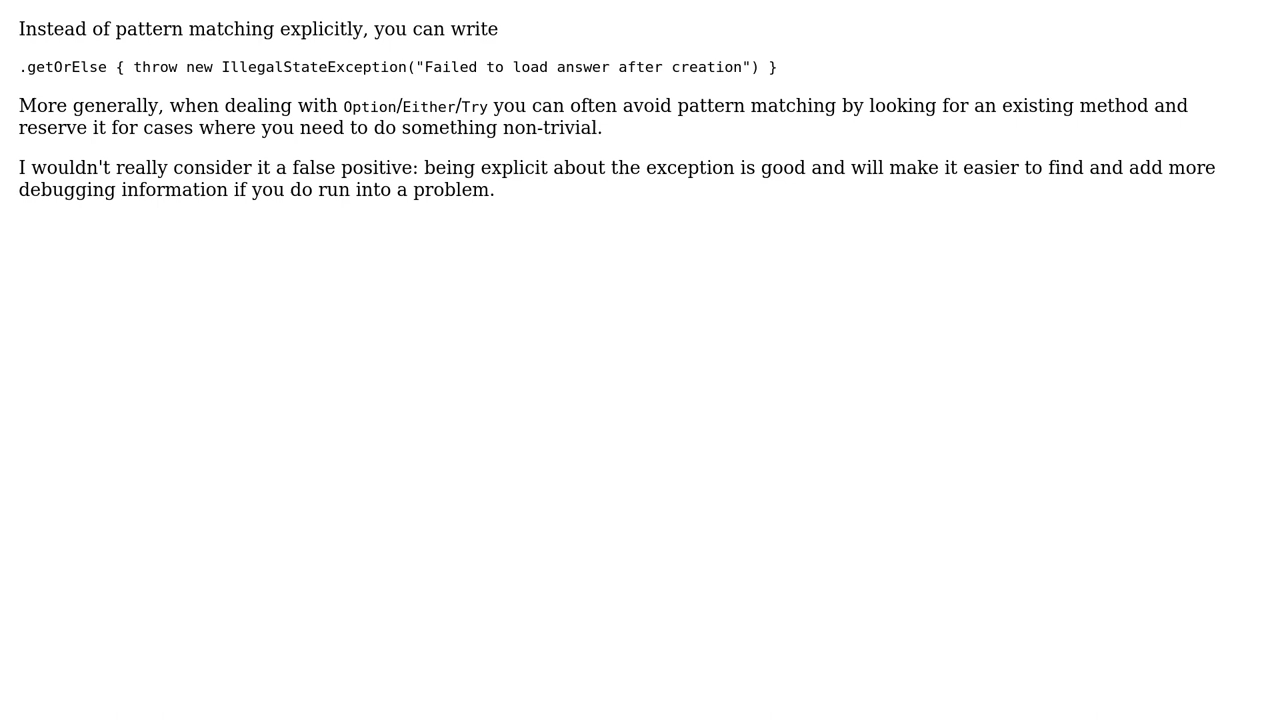 Instead of pattern matching explicitly, you can write
.getOrElse { throw new IllegalStateException("Failed to load answer after creation") }
More generally, when dealing with Option/Either/Try you can often avoid pattern matching by looking for an existing method and
reserve it for cases where you need to do something non-trivial.
I wouldn't really consider it a false positive: being explicit about the exception is good and will make it easier to find and add more
debugging information if you do run into a problem.